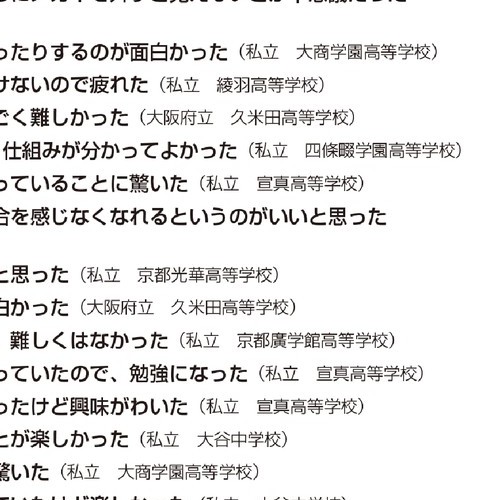 ったりするのが面白かった（私立　大商学園高等学校）
けないので疲れた（私立　綾羽高等学校）
ごく難しかった（大阪府立　久米田高等学校）
仕組みが分かってよかった（私立　四條畷学園高等学校）
っていることに驚いた（私立　宣真高等学校）
合を感じなくなれるというのがいいと思った
と思った（私立　京都光華高等学校）
白かった（大阪府立　久米田高等学校）
、難しくはなかった（私立　京都廣学館高等学校）
っていたので、勉強になった（私立　宣真高等学校）
ったけど興味がわいた（私立　宣真高等学校）
とが楽しかった（私立　大谷中学校）
驚いた（私立　大商学園高等学校）